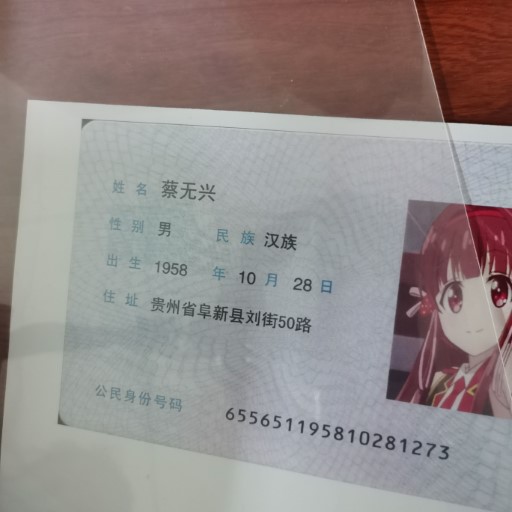 姓名 蔡无兴
性别 男 民族 汉族
出生 1958 年 10 月 28 日
住址 贵州省阜新县刘街50路
公民身份号码 655651195810281273